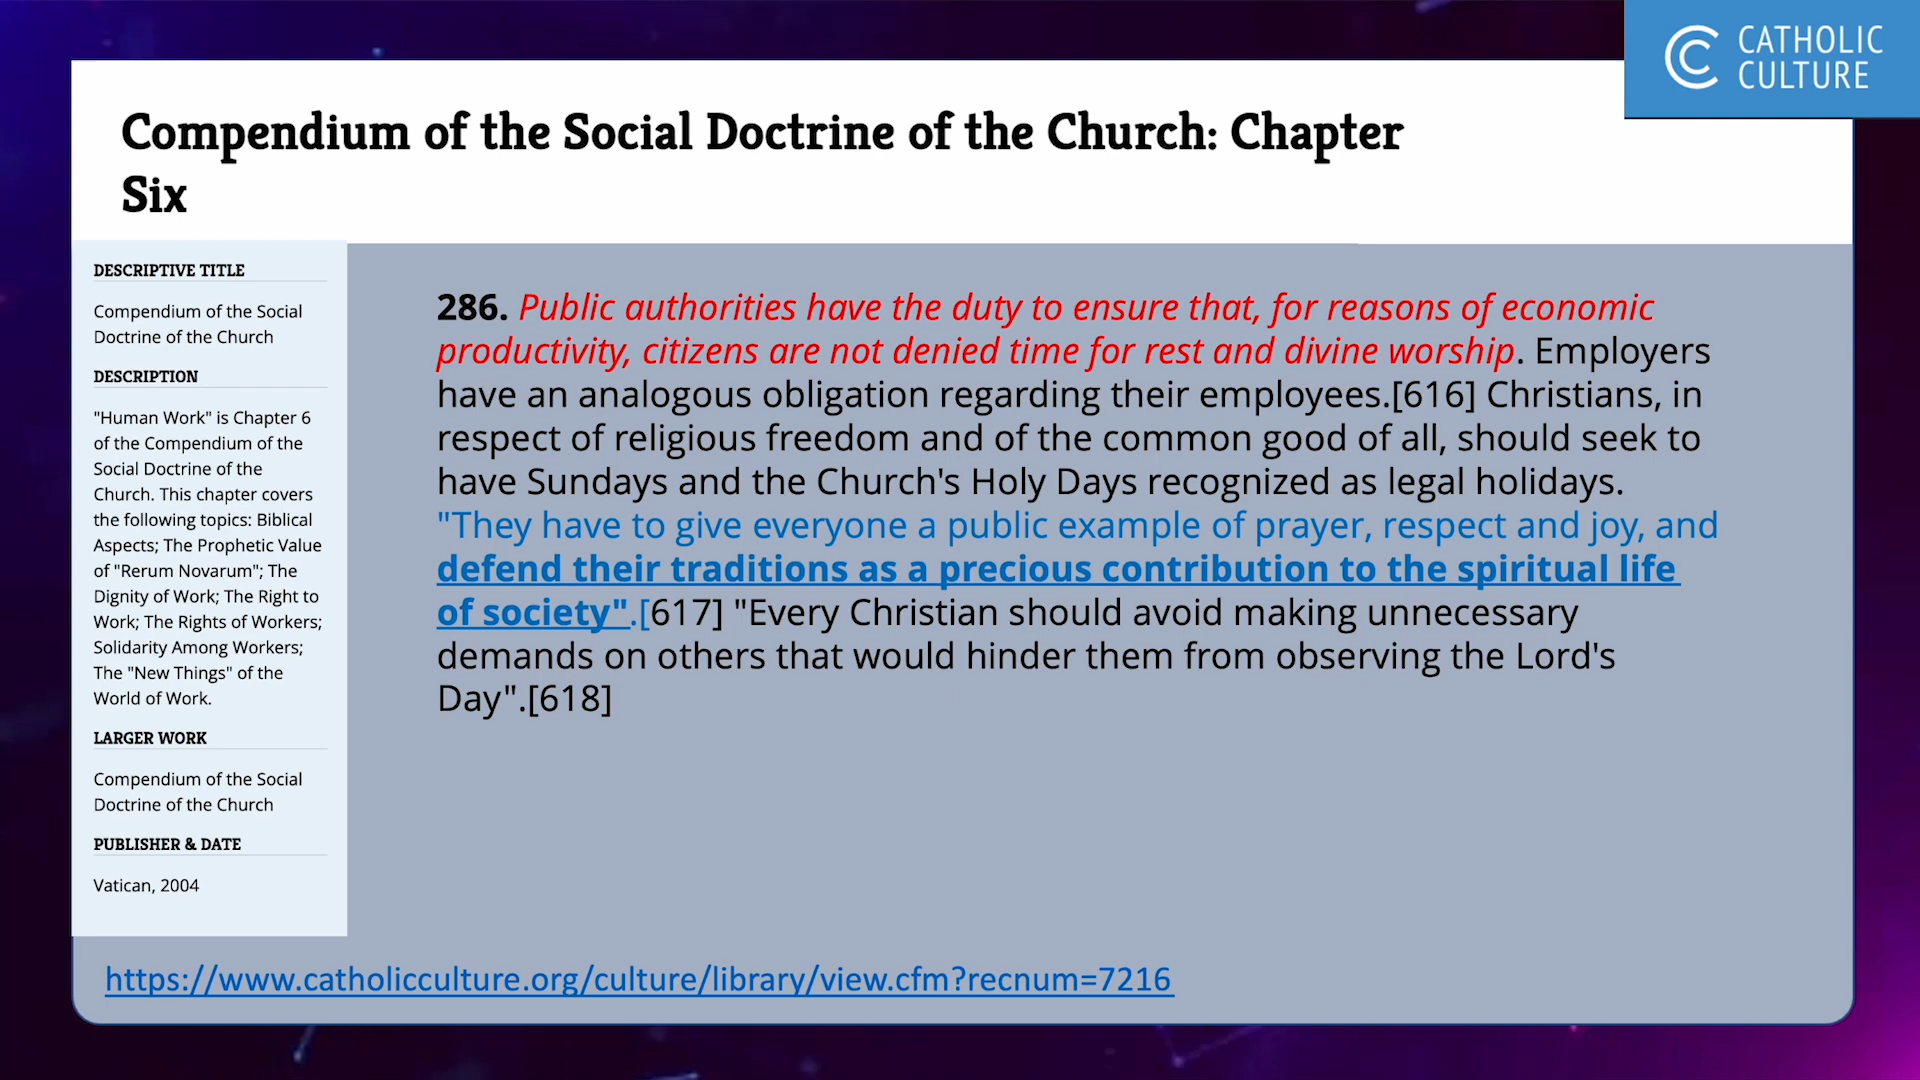 CATHOLIC
CULTURE
Compendium of the Social Doctrine of the Church: Chapter
Six
DESCRIPTIVE TITLE
Compendium of the Social
Doctrine of the Church
DESCRIPTION
"Human Work" is Chapter 6
of the Compendium of the
Social Doctrine of the
Church. This chapter covers
the following topics: Biblical
Aspects; The Prophetic Value
of "Rerum Novarum"; The
Dignity of Work; The Right to
Work; The Rights of Workers;
Solidarity Among Workers;
The "New Things" of the
World of Work.
LARGER WORK
Compendium of the Social
Doctrine of the Church
PUBLISHER & DATE
Vatican, 2004
286. Public authorities have the duty to ensure that, for reasons of economic
productivity, citizens are not denied time for rest and divine worship. Employers
have an analogous obligation regarding their employees.[616] Christians, in
respect of religious freedom and of the common good of all, should seek to
have Sundays and the Church's Holy Days recognized as legal holidays.
"They have to give everyone a public example of prayer, respect and joy, and
defend their traditions as a precious contribution to the spiritual life
of society".[617] "Every Christian should avoid making unnecessary
demands on others that would hinder them from observing the Lord's
Day".[618]
https://www.catholicculture.org/culture/library/view.cfm?recnum=7216